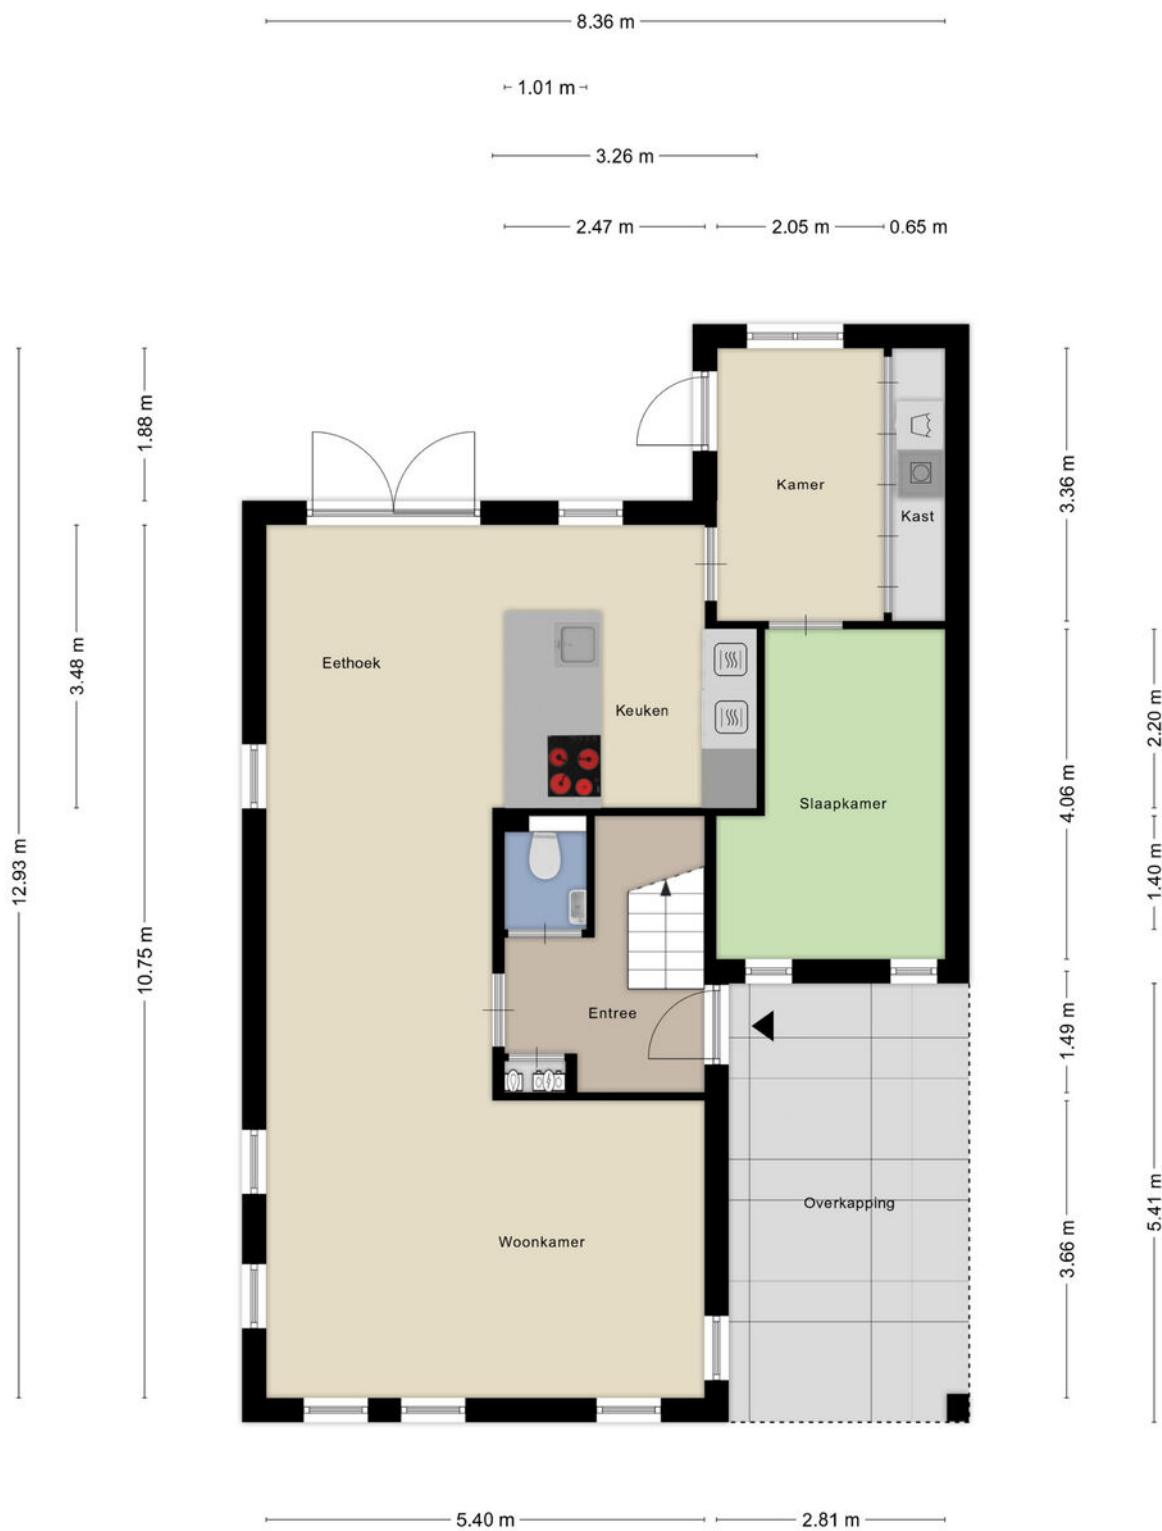 8.36 m
1.01 m
3.26 m
2.47 m
2.05 m
0.65 m
1.88 m
3.36 m
Kamer
Kast
3.48 m
Eethoek
Keuken
2.20 m
4.06 m
Slaapkamer
12.93 m
1.40 m
10.75 m
Entree
1.49 m
Overkapping
5.41 m
Woonkamer
3.66 m
5.40 m
2.81 m